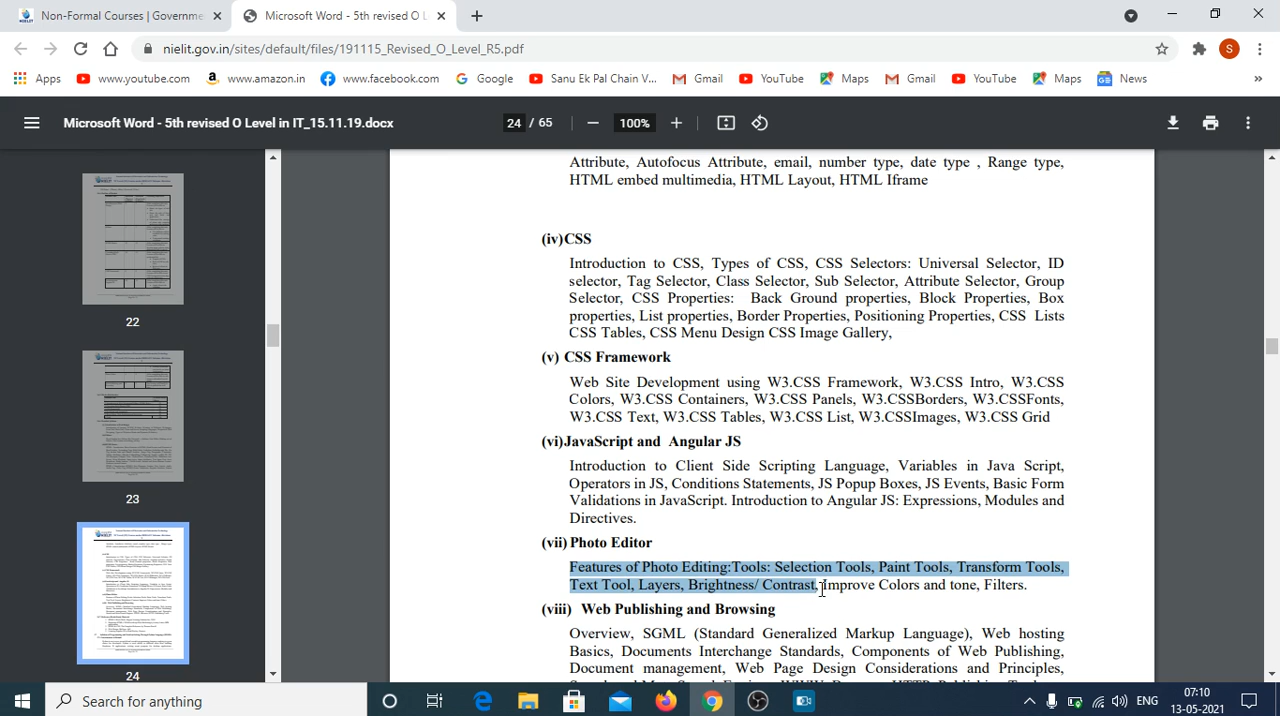 Non-Formal Courses | Governme
Microsoft Word - 5th revised O L
nielit.gov.in/sites/default/files/191115_Revised_O_Level_R5.pdf
Apps
www.youtube.com
www.amazon.in
www.facebook.com
Google
Sanu Ek Pal Chain V...
Gmail
YouTube
Maps
Gmail
YouTube
Maps
News
Microsoft Word - 5th revised O Level in IT_15.11.19.docx
24 / 65
100%
22
23
24
Attribute, Autofocus Attribute, email, number type, date type , Range type,
HTML embed multimedia, HTML Layout, HTML Iframe
(iv)CSS
Introduction to CSS, Types of CSS, CSS Selectors: Universal Selector, ID
selector, Tag Selector, Class Selector, Sub Selector, Attribute Selector, Group
Selector, CSS Properties: Back Ground properties, Block Properties, Box
properties, List properties, Border Properties, Positioning Properties, CSS Lists
CSS Tables, CSS Menu Design CSS Image Gallery,
(v) CSS Framework
Web Site Development using W3.CSS Framework, W3.CSS Intro, W3.CSS
Colors, W3.CSS Containers, W3.CSS Panels, W3.CSSBorders, W3.CSSFonts,
W3.CSS Text, W3.CSS Tables, W3.CSS List, W3.CSSImages, W3.CSS Grid
JavaScript and Angular JS
Introduction to Client Side Scripting Language, Variables in Java Script,
Operators in JS, Conditions Statements, JS Popup Boxes, JS Events, Basic Form
Validations in JavaScript. Introduction to Angular JS: Expressions, Modules and
Directives.
(vii) Photo Editor
Features of Photo Editing Tools: Selection Tools, Paint Tools, Transform Tools,
Tool, Layers, Brightness/ Contrast, Improve Colors and tone, Filters.
(viii) Web Publishing and Browsing
Overview, SGML (Standard Generalized Markup Language) Web hosting
Basics, Documents Interchange Standards, Components of Web Publishing,
Document management, Web Page Design Considerations and Principles,
Search for anything
ENG
07:10
13-05-2021